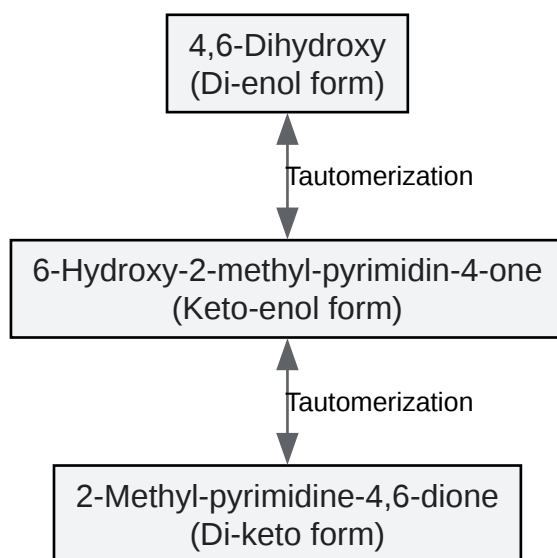 4,6-Dihydroxy
(Di-enol form)
Tautomerization
6-Hydroxy-2-methyl-pyrimidin-4-one
(Keto-enol form)
Tautomerization
2-Methyl-pyrimidine-4,6-dione
(Di-keto form)